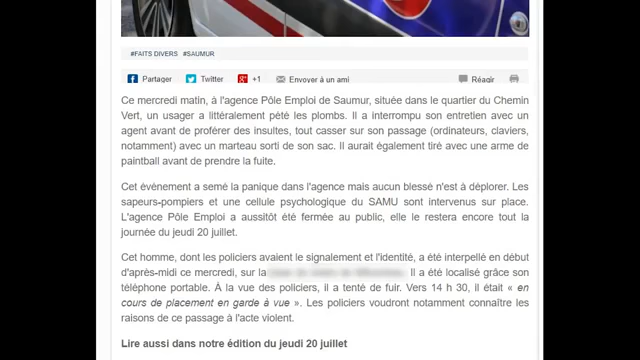 #FAITS DIVERS #SAUMUR
Partager Twitter +1 Envoyer à un ami Réagir
Ce mercredi matin, à l'agence Pôle Emploi de Saumur, située dans le quartier du Chemin
Vert, un usager a littéralement pété les plombs. Il a interrompu son entretien avec un
agent avant de proférer des insultes, tout casser sur son passage (ordinateurs, claviers,
notamment) avec un marteau sorti de son sac. Il aurait également tiré avec une arme de
paintball avant de prendre la fuite.
Cet événement a semé la panique dans l'agence mais aucun blessé n'est à déplorer. Les
sapeurs-pompiers et une cellule psychologique du SAMU sont intervenus sur place.
L'agence Pôle Emploi a aussitôt été fermée au public, elle le restera encore tout la
journée du jeudi 20 juillet.
Cet homme, dont les policiers avaient le signalement et l'identité, a été interpellé en début
d'après-midi ce mercredi, sur la Il a été localisé grâce son
téléphone portable. À la vue des policiers, il a tenté de fuir. Vers 14 h 30, il était « en
cours de placement en garde à vue ». Les policiers voudront notamment connaître les
raisons de ce passage à l'acte violent.
Lire aussi dans notre édition du jeudi 20 juillet